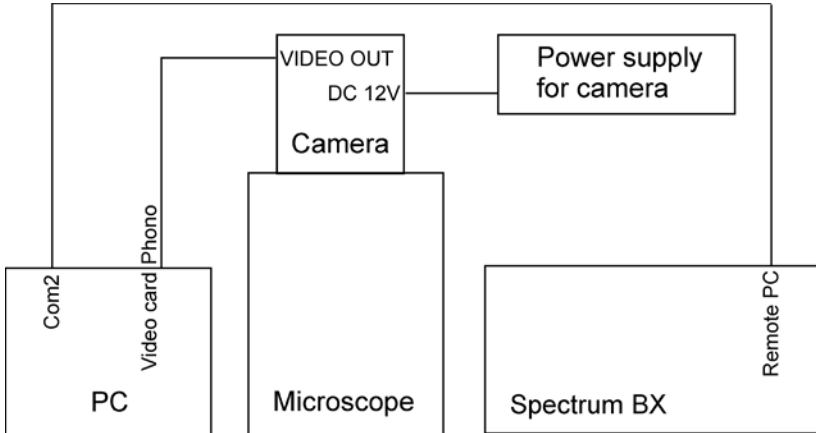 VIDEO OUT
DC 12V
Camera
Power supply
for camera
Com2
Video card Phono
PC
Microscope
Remote PC
Spectrum BX